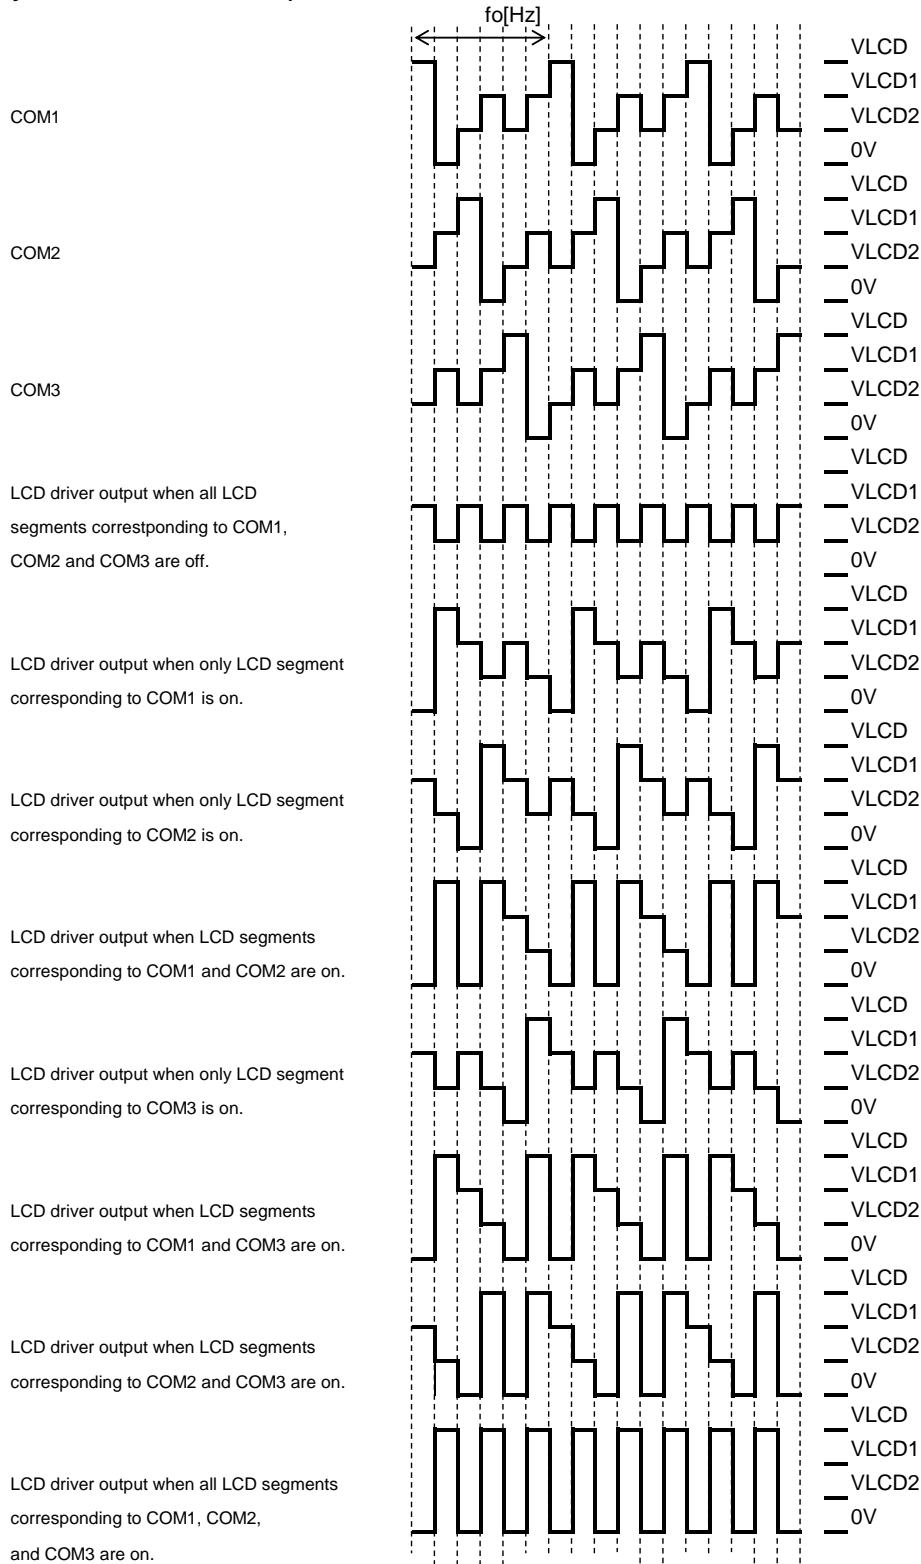 fo[Hz]
VLCD
VLCD1
COM1
VLCD2
0V
VLCD
VLCD1
COM2
VLCD2
0V
VLCD
VLCD1
COM3
VLCD2
0V
VLCD
LCD driver output when all LCD
VLCD1
segments correstponding to COM1,
VLCD2
COM2 and COM3 are off.
0V
VLCD
VLCD1
LCD driver output when only LCD segment
VLCD2
corresponding to COM1 is on.
0V
VLCD
VLCD1
LCD driver output when only LCD segment
VLCD2
corresponding to COM2 is on.
0V
VLCD
VLCD1
LCD driver output when LCD segments
VLCD2
corresponding to COM1 and COM2 are on.
0V
VLCD
VLCD1
LCD driver output when only LCD segment
VLCD2
corresponding to COM3 is on.
0V
VLCD
VLCD1
LCD driver output when LCD segments
VLCD2
corresponding to COM1 and COM3 are on.
0V
VLCD
VLCD1
LCD driver output when LCD segments
VLCD2
corresponding to COM2 and COM3 are on.
0V
VLCD
VLCD1
LCD driver output when all LCD segments
VLCD2
corresponding to COM1, COM2,
0V
and COM3 are on.